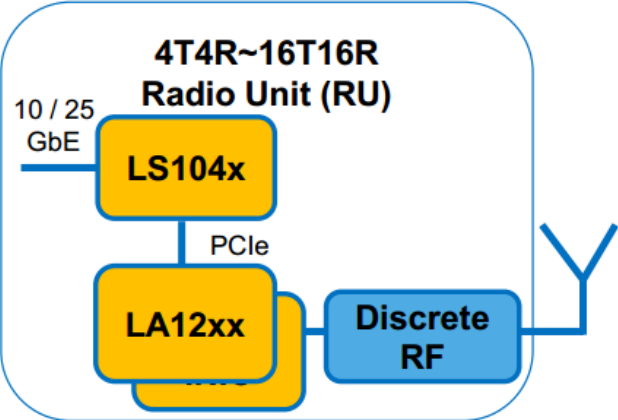 4T4R~16T16R
Radio Unit (RU)
10 / 25
GbE
LS104x
PCIe
LA12xx
Discrete
RF